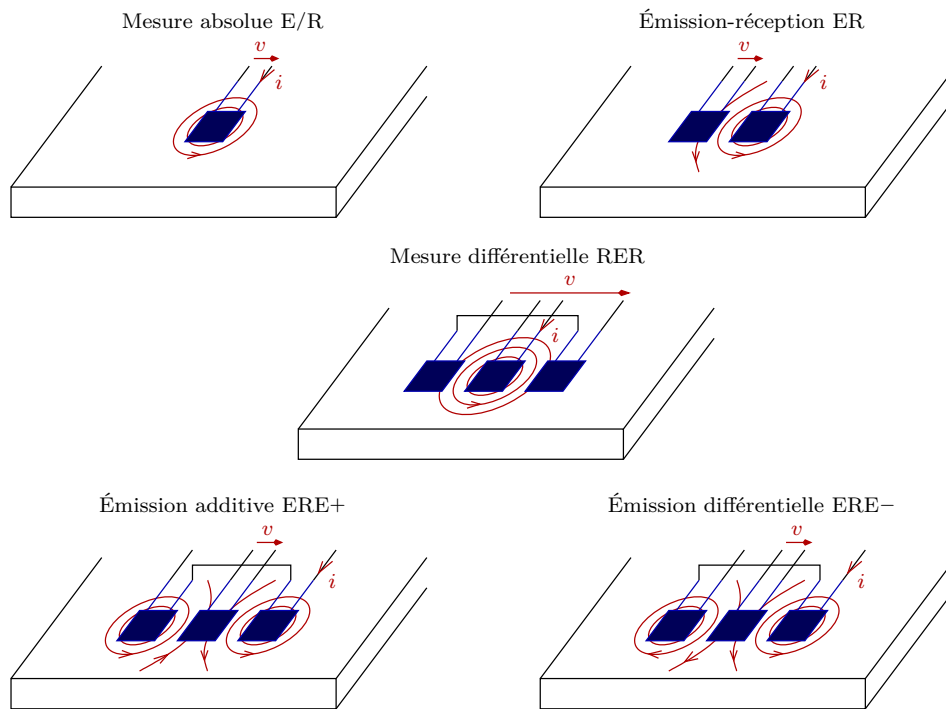 Mesure absolue E/R
v
i
Émission-réception ER
v
i
Mesure différentielle RER
v
i
Émission additive ERE+
v
i
Émission différentielle ERE−
v
i